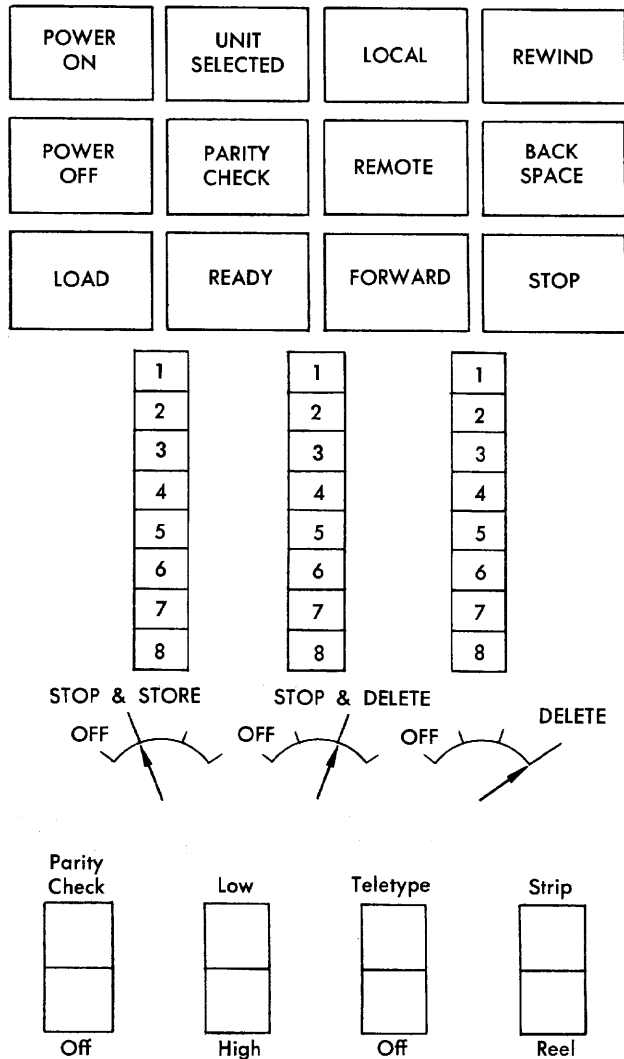 POWER ON
UNIT SELECTED
LOCAL
REWIND
POWER OFF
PARITY CHECK
REMOTE
BACK SPACE
LOAD
READY
FORWARD
STOP
1 1 1
2 2 2
3 3 3
4 4 4
5 5 5
6 6 6
7 7 7
8 8 8
STOP & STORE
STOP & DELETE
DELETE
OFF
OFF
OFF
Parity Check
Low
Teletype
Strip
Off
High
Off
Reel